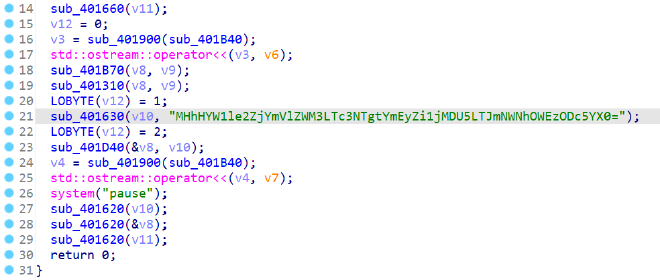 14 sub_401660(v11);
15 v12 = 0;
16 v3 = sub_401900(sub_401B40);
17 std::ostream::operator<<(v3, v6);
18 sub_401B70(v8, v9);
19 sub_401310(v8, v9);
20 LOBYTE(v12) = 1;
21 sub_401630(v10, "MHhHYW1le2ZjYmVlZWM3LTc3NTgtYmEyZi1jMDU5LTJmNWNhOWEzODc5YX0=");
22 LOBYTE(v12) = 2;
23 sub_401D40(&v8, v10);
24 v4 = sub_401900(sub_401B40);
25 std::ostream::operator<<(v4, v7);
26 system("pause");
27 sub_401620(v10);
28 sub_401620(&v8);
29 sub_401620(v11);
30 return 0;
31 }